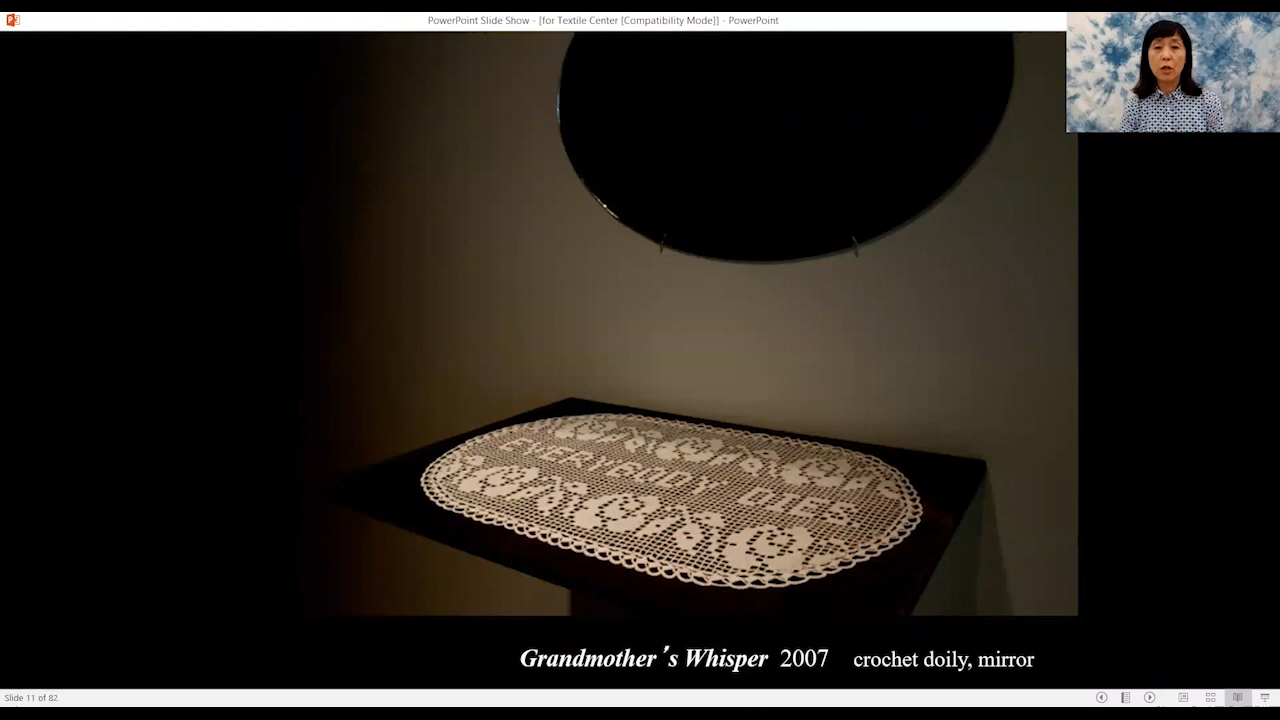 PowerPoint Slide Show - [for Textile Center [Compatibility Mode]] - PowerPoint
EVERYBODY DIES
Grandmother's Whisper 2007 crochet doily, mirror
Slide 11 of 82